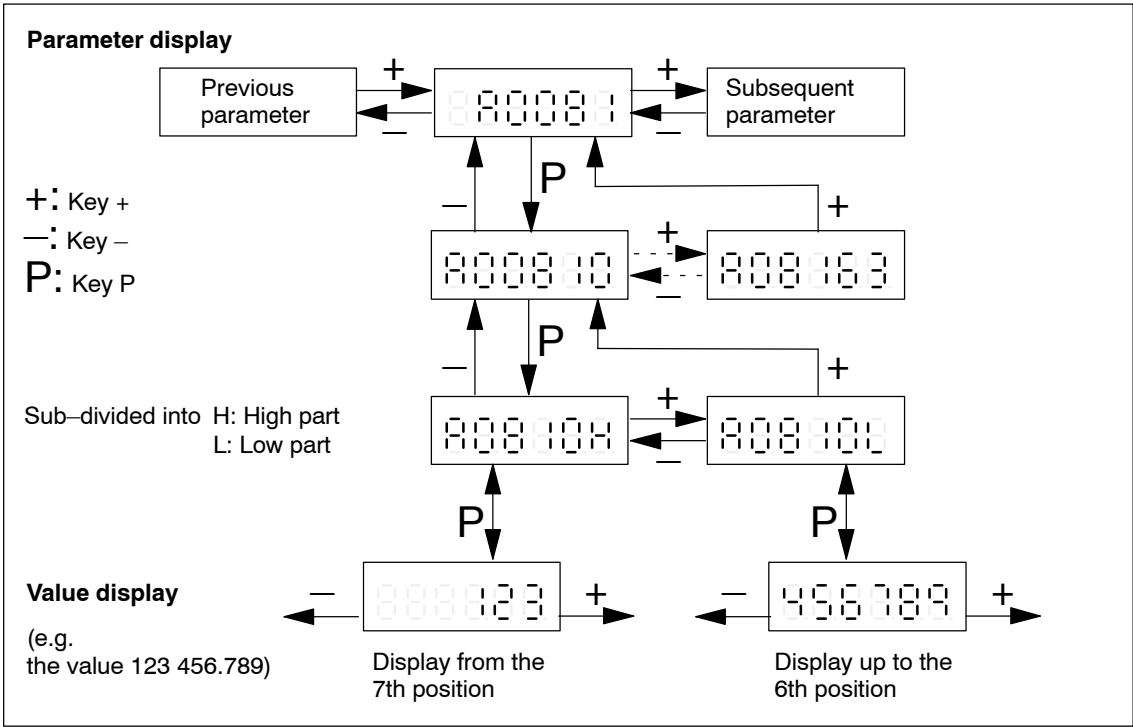 Parameter display
Previous
parameter
+
−
A0081
+
−
Subsequent
parameter
−
P
+
+: Key +
−: Key −
P: Key P
A00810
+
−
A08163
−
P
+
Sub−divided into H: High part
L: Low part
A0810H
+
−
A0810L
P
P
Value display
(e.g.
the value 123 456.789)
−
123
+
−
456789
+
Display from the
7th position
Display up to the
6th position